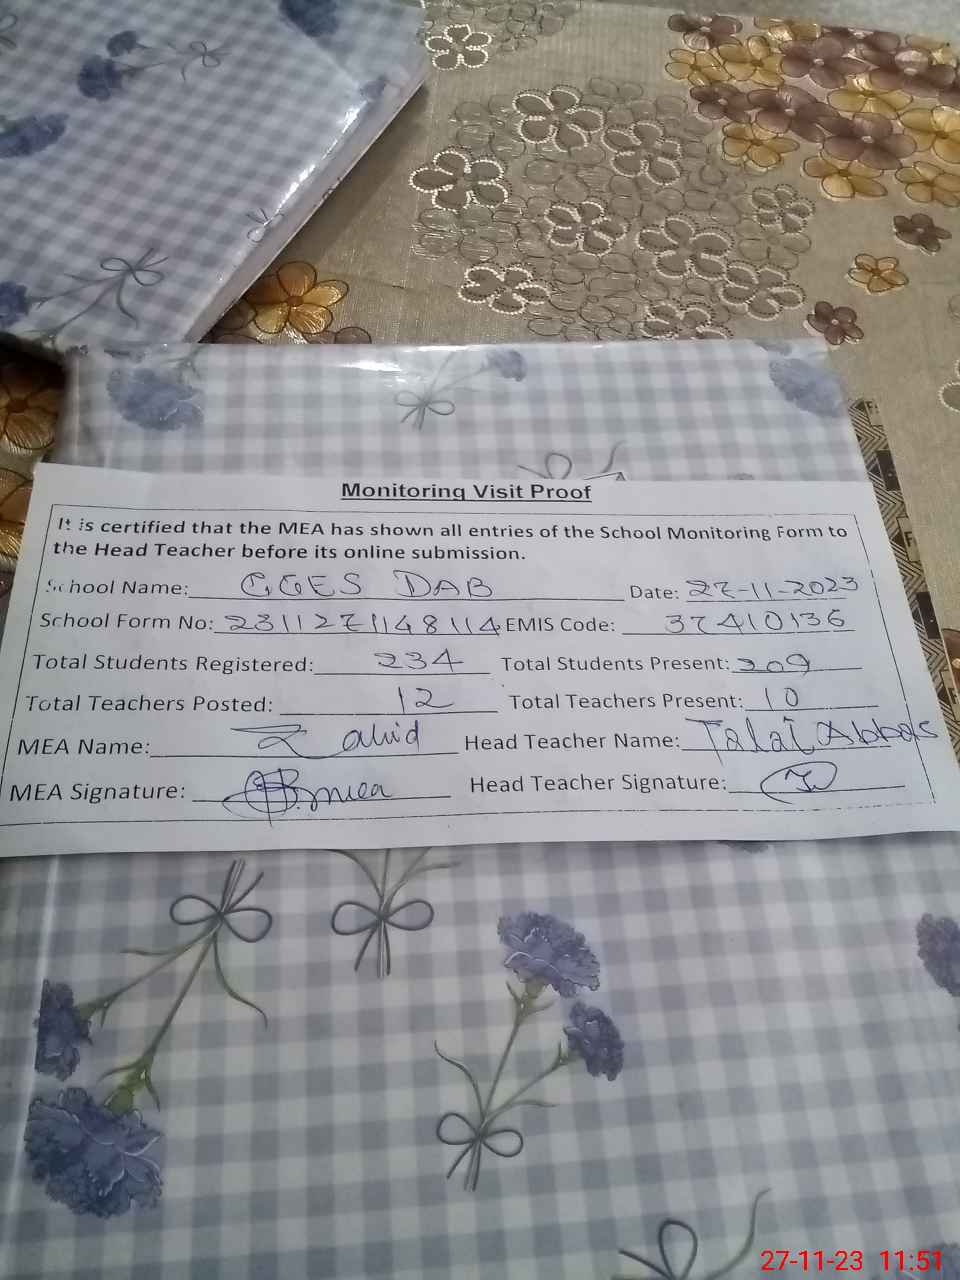 Monitoring Visit Proof
It is certified that the MEA has shown all entries of the School Monitoring Form to
the Head Teacher before its online submission.
School Name: GGES DAB Date: 27-11-2023
School Form No: 2311271148114 EMIS Code: 37410136
Total Students Registered: 234 Total Students Present: 209
Total Teachers Posted: 12 Total Teachers Present: 10
MEA Name: Zahid Head Teacher Name: Talat Abbas
MEA Signature: Head Teacher Signature:
27-11-23 11:51